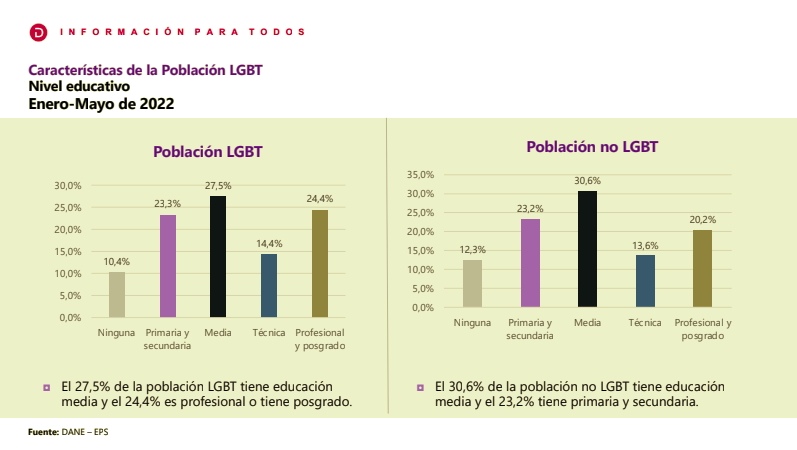 D INFORMACIÓN PARA TODOS
Características de la Población LGBT
Nivel educativo
Enero-Mayo de 2022
Población LGBT
30,0%
25,0%
20,0%
15,0%
10,0%
5,0%
0,0%
10,4%
23,3%
27,5%
14,4%
24,4%
Ninguna
Primaria y
secundaria
Media
Técnica
Profesional
y posgrado
El 27,5% de la población LGBT tiene educación
media y el 24,4% es profesional o tiene posgrado.
Población no LGBT
35,0%
30,0%
25,0%
20,0%
15,0%
10,0%
5,0%
0,0%
12,3%
23,2%
30,6%
13,6%
20,2%
Ninguna
Primaria y
secundaria
Media
Técnica
Profesional y
posgrado
El 30,6% de la población no LGBT tiene educación
media y el 23,2% tiene primaria y secundaria.
Fuente: DANE – EPS